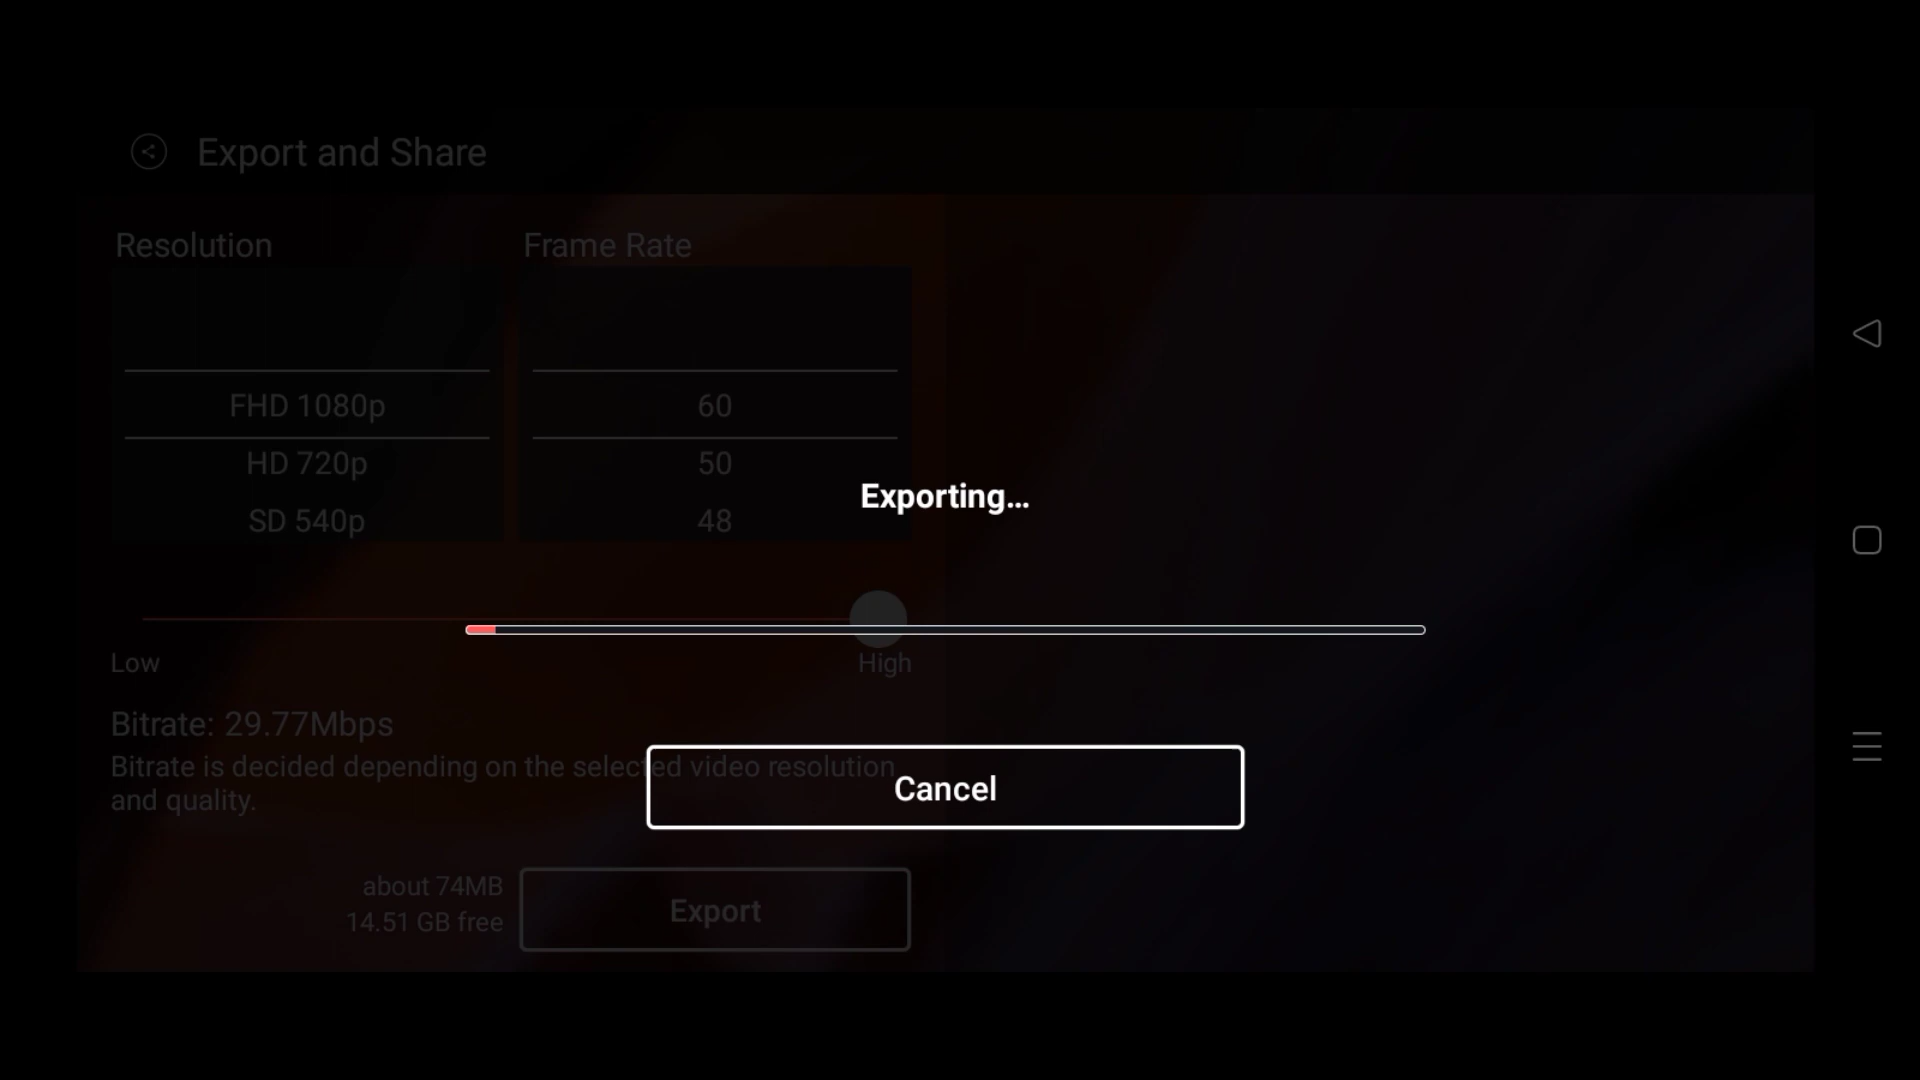 Export and Share
Resolution
Frame Rate
FHD 1080p
60
HD 720p
50
SD 540p
48
Exporting...
Low
High
Bitrate: 29.77Mbps
Bitrate is decided depending on the selected video resolution
and quality.
Cancel
about 74MB
14.51 GB free
Export